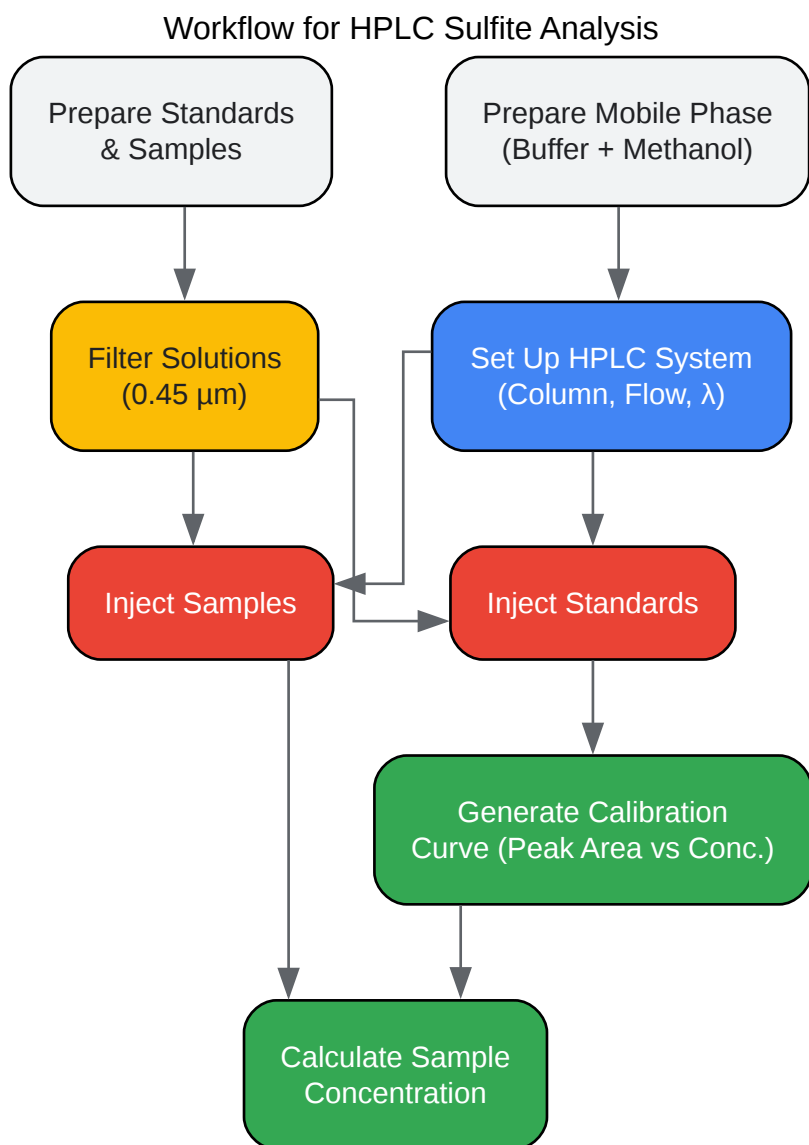 Workflow for HPLC Sulfite Analysis
Prepare Standards
& Samples
Prepare Mobile Phase
(Buffer + Methanol)
Filter Solutions
(0.45 µm)
Set Up HPLC System
(Column, Flow, λ)
Inject Samples
Inject Standards
Generate Calibration
Curve (Peak Area vs Conc.)
Calculate Sample
Concentration